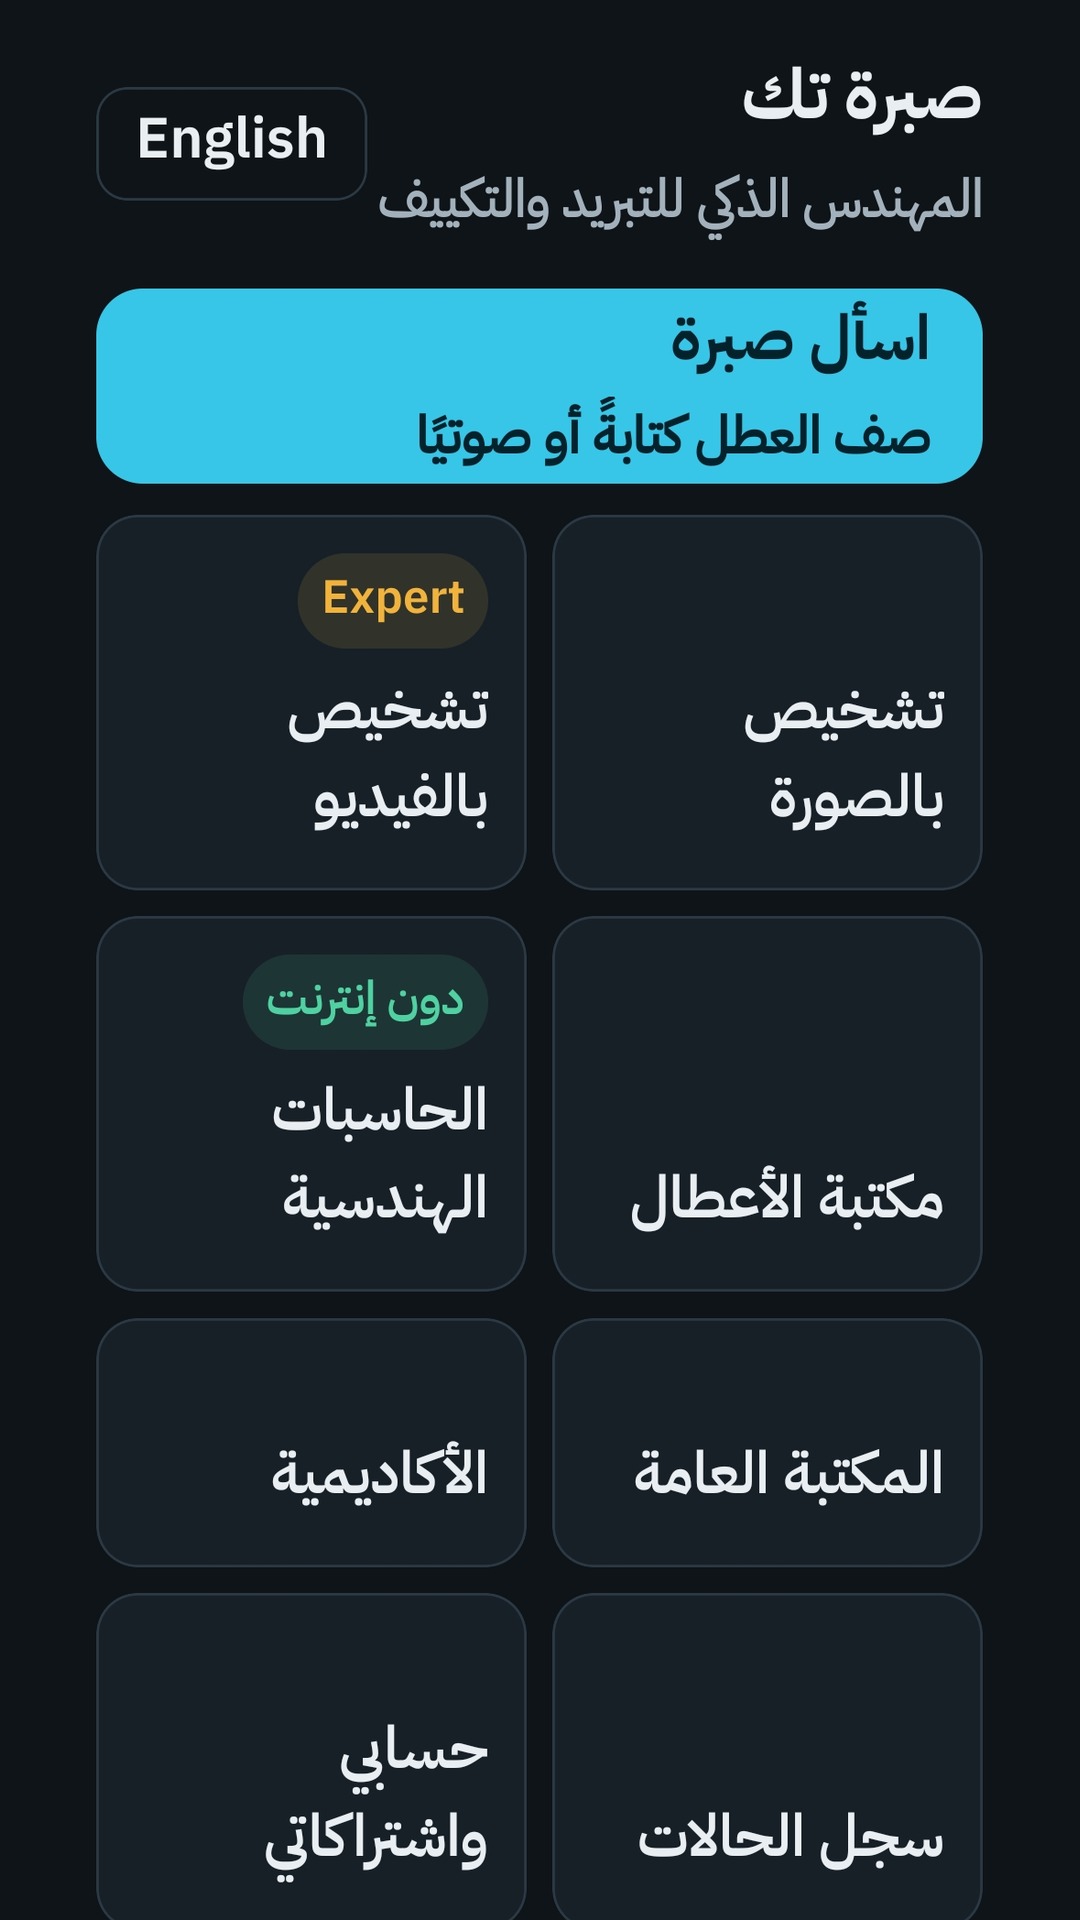 صبرة تك
English
المهندس الذكي للتبريد والتكييف
اسأل صبرة
صف العطل كتابةً أو صوتيًا
تشخيص
بالصورة
Expert
تشخيص
بالفيديو
مكتبة الأعطال
دون إنترنت
الحاسبات
الهندسية
المكتبة العامة
الأكاديمية
سجل الحالات
حسابي
واشتراكاتي